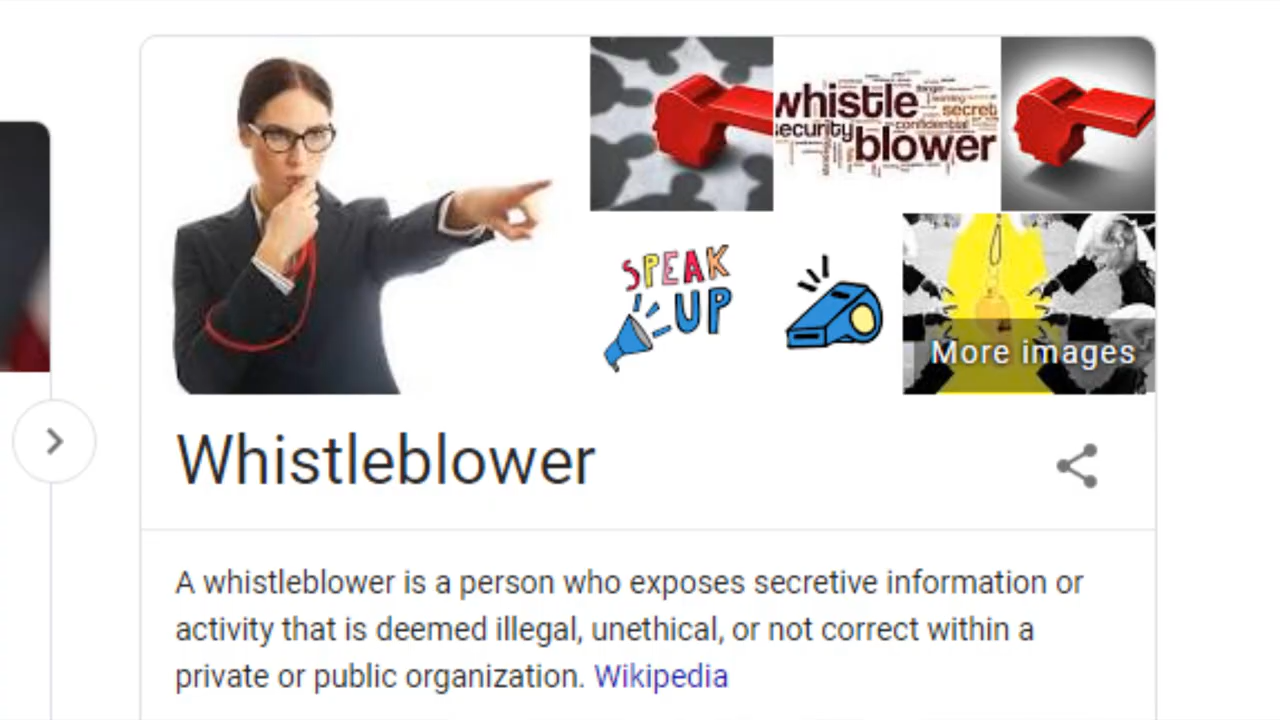 whistle
secret
security
confidential
blower
SPEAK
UP
More images
Whistleblower
A whistleblower is a person who exposes secretive information or
activity that is deemed illegal, unethical, or not correct within a
private or public organization. Wikipedia